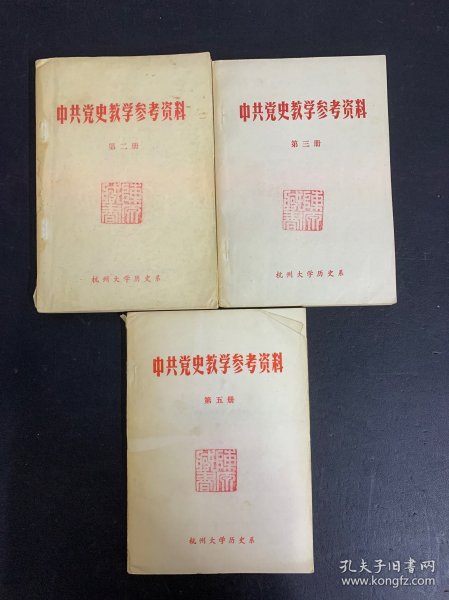 中共党史教学参考资料
第二册
杭州大学历史系
中共党史教学参考资料
第三册
杭州大学历史系
中共党史教学参考资料
第五册
杭州大学历史系
孔夫子旧书网
www.kongfz.com